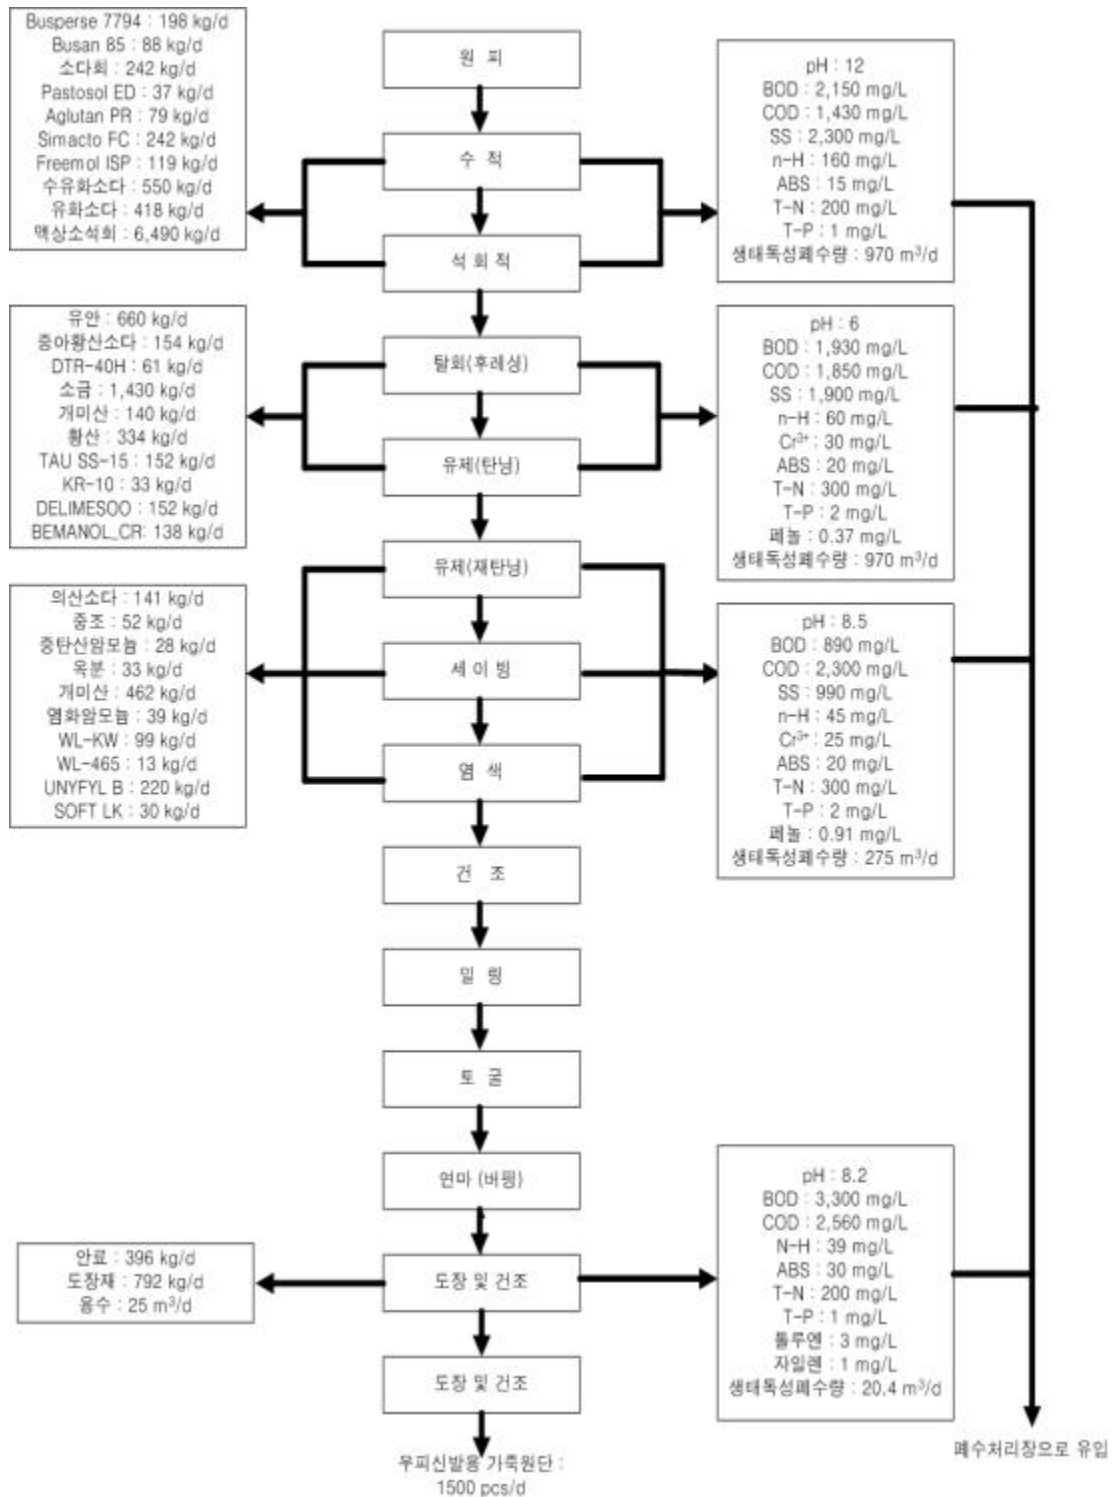 Busperse 7794 : 198 kg/d
Busan 85 : 88 kg/d
소다회 : 242 kg/d
Pastosol ED : 37 kg/d
Aglutan PR : 79 kg/d
Simacto FC : 242 kg/d
Freemol ISP : 119 kg/d
수유화소다 : 550 kg/d
유화소다 : 418 kg/d
액상소석회 : 6,490 kg/d
원 피
수 적
석 회 적
pH : 12
BOD : 2,150 mg/L
COD : 1,430 mg/L
SS : 2,300 mg/L
n-H : 160 mg/L
ABS : 15 mg/L
T-N : 200 mg/L
T-P : 1 mg/L
생태독성폐수량 : 970 m³/d
유안 : 660 kg/d
중아황산소다 : 154 kg/d
DTR-40H : 61 kg/d
소금 : 1,430 kg/d
개미산 : 140 kg/d
황산 : 334 kg/d
TAU SS-15 : 152 kg/d
KR-10 : 33 kg/d
DELIMESOO : 152 kg/d
BEMANOL_CR: 138 kg/d
탈회(후레싱)
유제(탄닝)
pH : 6
BOD : 1,930 mg/L
COD : 1,850 mg/L
SS : 1,900 mg/L
n-H : 60 mg/L
Cr³⁺ : 30 mg/L
ABS : 20 mg/L
T-N : 300 mg/L
T-P : 2 mg/L
페놀 : 0.37 mg/L
생태독성폐수량 : 970 m³/d
의산소다 : 141 kg/d
중조 : 52 kg/d
중탄산암모늄 : 28 kg/d
옥분 : 33 kg/d
개미산 : 462 kg/d
염화암모늄 : 39 kg/d
WL-KW : 99 kg/d
WL-465 : 13 kg/d
UNYFYL B : 220 kg/d
SOFT LK : 30 kg/d
유제(재탄닝)
세 이 빙
염 색
pH : 8.5
BOD : 890 mg/L
COD : 2,300 mg/L
SS : 990 mg/L
n-H : 45 mg/L
Cr³⁺ : 25 mg/L
ABS : 20 mg/L
T-N : 300 mg/L
T-P : 2 mg/L
페놀 : 0.91 mg/L
생태독성폐수량 : 275 m³/d
건 조
밀 링
토 굴
연마 (버핑)
안료 : 396 kg/d
도장재 : 792 kg/d
용수 : 25 m³/d
도장 및 건조
도장 및 건조
pH : 8.2
BOD : 3,300 mg/L
COD : 2,560 mg/L
N-H : 39 mg/L
ABS : 30 mg/L
T-N : 200 mg/L
T-P : 1 mg/L
톨루엔 : 3 mg/L
자일렌 : 1 mg/L
생태독성폐수량 : 20.4 m³/d
우피신발용 가죽원단 :
1500 pcs/d
폐수처리장으로 유입